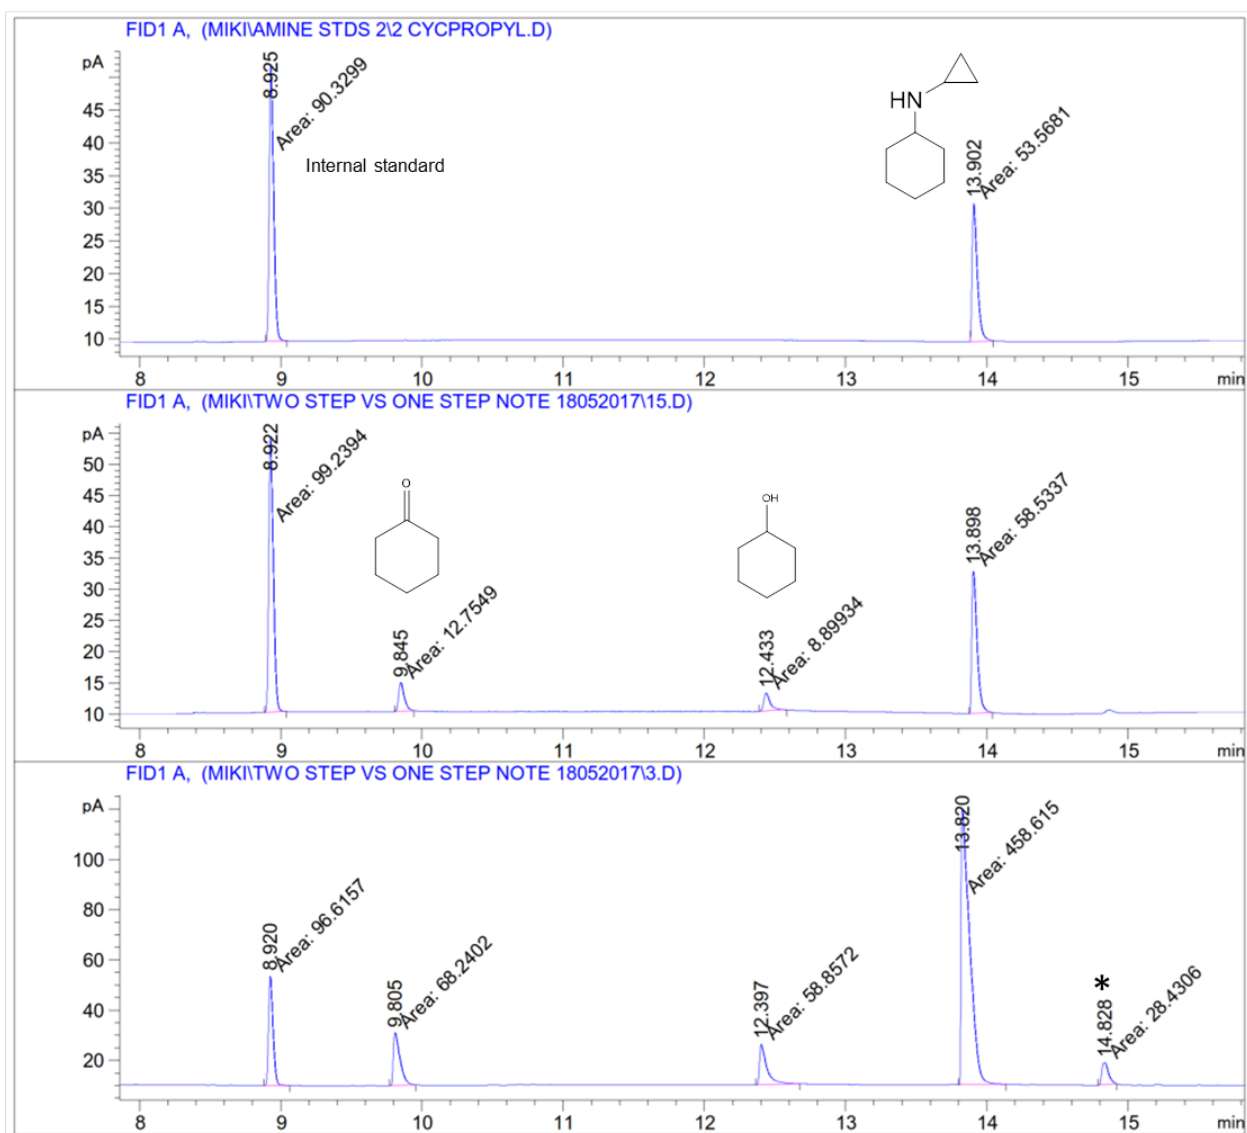 FID1 A, (MIKI\AMINE STDS 2\2 CYCPROPYL.D)
pA
45
40
35
30
25
20
15
10
8.925
Area: 90.3299
Internal standard
HN
13.902
Area: 53.5681
8 9 10 11 12 13 14 15 min
FID1 A, (MIKI\TWO STEP VS ONE STEP NOTE 18052017\15.D)
pA
50
45
40
35
30
25
20
15
10
8.922
Area: 99.2394
O
9.845
Area: 12.7549
OH
12.433
Area: 8.89934
13.898
Area: 58.5337
8 9 10 11 12 13 14 15 min
FID1 A, (MIKI\TWO STEP VS ONE STEP NOTE 18052017\3.D)
pA
100
80
60
40
20
8.920
Area: 96.6157
9.805
Area: 68.2402
12.397
Area: 58.8572
13.820
Area: 458.615
*
14.828
Area: 28.4306
8 9 10 11 12 13 14 15 min